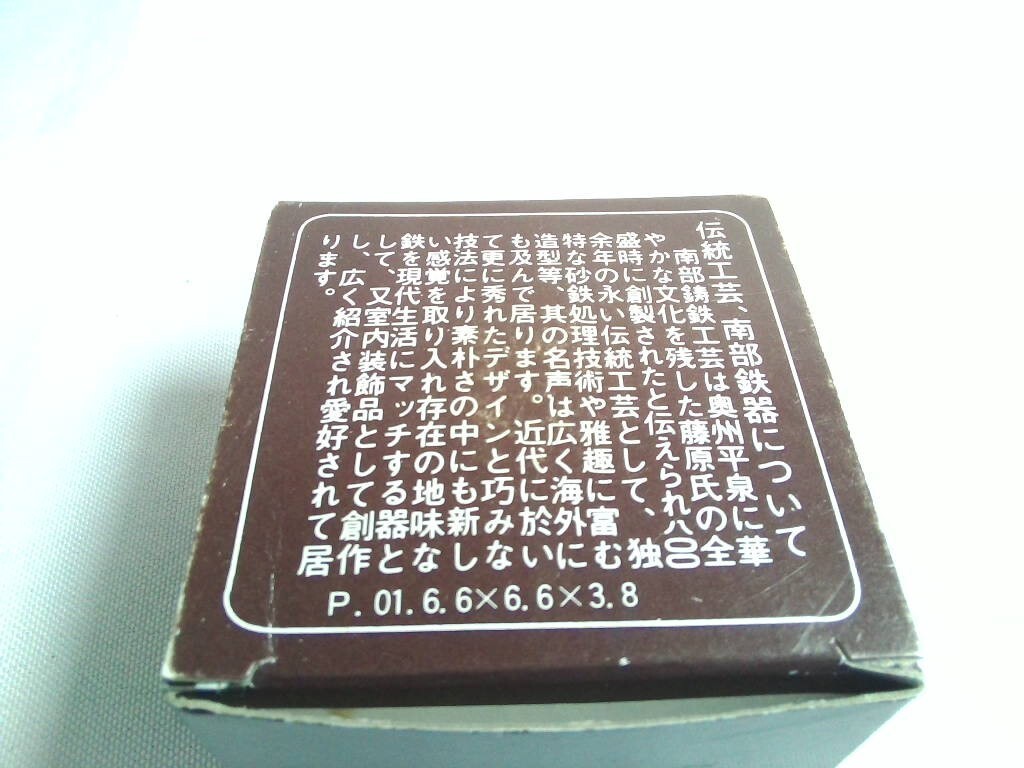 伝統工芸、南部鉄器について
南部鋳鉄工芸は奥州平泉に華
やかな文化を残した藤原氏の全
盛時に創製されたと伝えられ八〇〇
余年の永い伝統工芸として、独
特な砂鉄処理技術や雅趣に富む
造型等、其の名声は広く海外に
も及んで居ります。近代に於い
て更に秀れたデザインと巧みな
技法により素朴さの中にも新し
い感覚を取り入れ存在の地味な
鉄を現代生活にマッチする器と
して、又室内装飾品として創作
し、広く紹介され愛好されて居
ります。
P.01.6.6×6.6×3.8